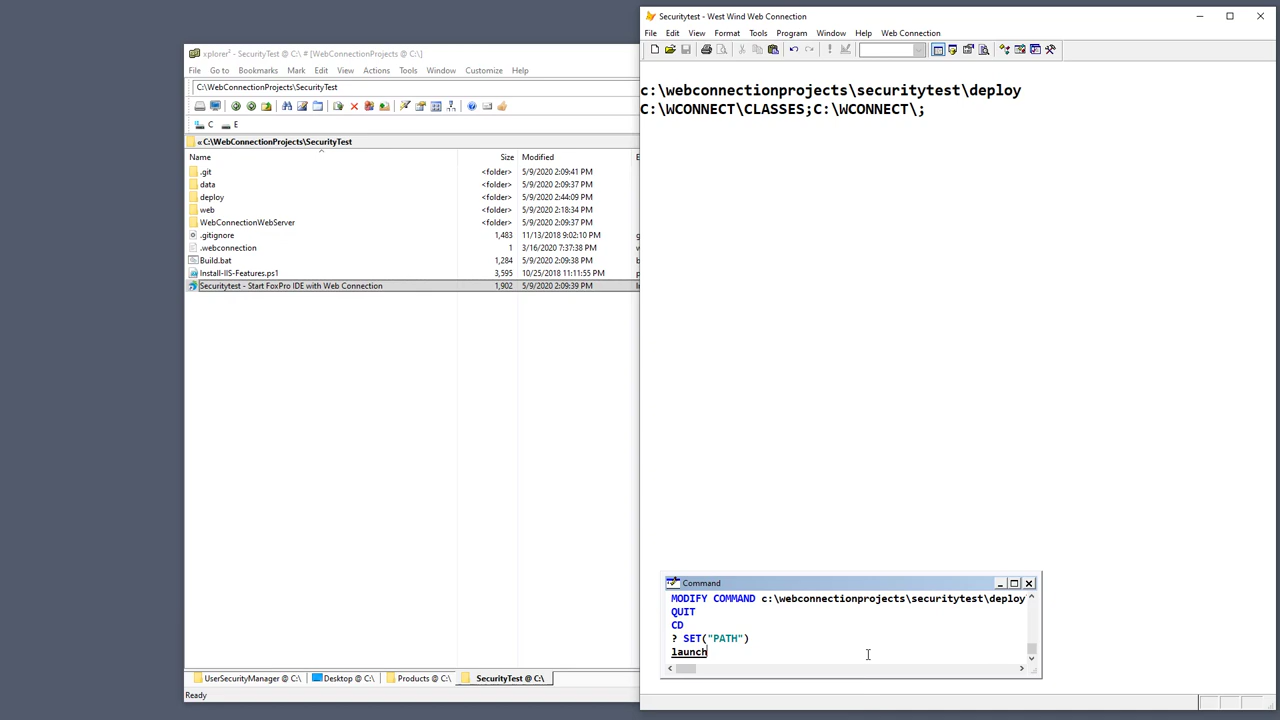 xplorer² - SecurityTest @ C:\ # [WebConnectionProjects @ C:\]
File Go to Bookmarks Mark Edit View Actions Tools Window Customize Help
C:\WebConnectionProjects\SecurityTest
C E
« C:\WebConnectionProjects\SecurityTest
Name Size Modified
.git <folder> 5/9/2020 2:09:41 PM
data <folder> 5/9/2020 2:09:37 PM
deploy <folder> 5/9/2020 2:44:09 PM
web <folder> 5/9/2020 2:18:34 PM
WebConnectionWebServer <folder> 5/9/2020 2:09:37 PM
.gitignore 1,483 11/13/2018 9:02:10 PM
.webconnection 1 3/16/2020 7:37:38 PM
Build.bat 1,284 5/9/2020 2:09:38 PM
Install-IIS-Features.ps1 3,595 10/25/2018 11:11:55 PM
Securitytest - Start FoxPro IDE with Web Connection 1,902 5/9/2020 2:09:39 PM
UserSecurityManager @ C:\ Desktop @ C:\ Products @ C:\ SecurityTest @ C:\
Ready
Securitytest - West Wind Web Connection
File Edit View Format Tools Program Window Help Web Connection
c:\webconnectionprojects\securitytest\deploy
C:\WCONNECT\CLASSES;C:\WCONNECT\;
Command
MODIFY COMMAND c:\webconnectionprojects\securitytest\deploy
QUIT
CD
? SET("PATH")
launch